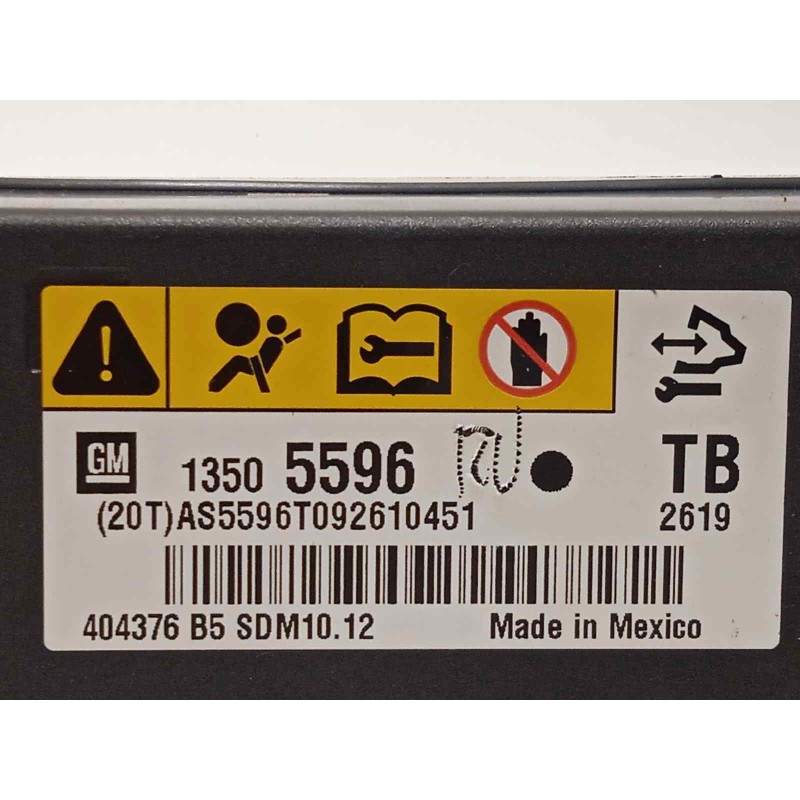 GM 1350 5596 TB
(20T)AS5596T092610451 2619
404376 B5 SDM10.12 Made in Mexico